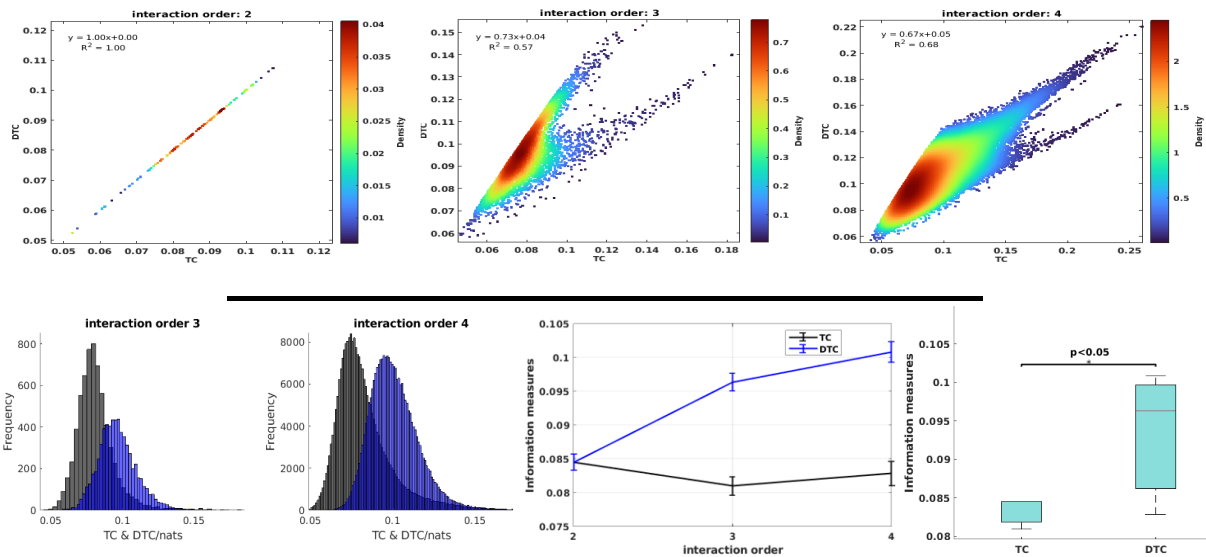 interaction order: 2
0.12
0.11
0.1
0.09
0.08
0.07
0.06
0.05
DTC
y = 1.00x+0.00
R² = 1.00
0.05 0.06 0.07 0.08 0.09 0.1 0.11 0.12
TC
0.04
0.035
0.03
0.025
0.02
0.015
0.01
Density
interaction order: 3
0.15
0.14
0.13
0.12
0.11
0.1
0.09
0.08
0.07
0.06
DTC
y = 0.73x+0.04
R² = 0.57
0.06 0.08 0.1 0.12 0.14 0.16 0.18
TC
0.7
0.6
0.5
0.4
0.3
0.2
0.1
Density
interaction order: 4
0.22
0.2
0.18
0.16
0.14
0.12
0.1
0.08
0.06
DTC
y = 0.67x+0.05
R² = 0.68
0.05 0.1 0.15 0.2 0.25
TC
2
1.5
1
0.5
Density
interaction order 3
800
600
400
200
0
Frequency
0.05 0.1 0.15
TC & DTC/nats
interaction order 4
8000
6000
4000
2000
0
Frequency
0.05 0.1 0.15
TC & DTC/nats
0.105
0.1
0.095
0.09
0.085
0.08
0.075
Information measures
TC
DTC
2 3 4
interaction order
0.105
0.1
0.095
0.09
0.085
0.08
Information measures
p<0.05
*
TC DTC